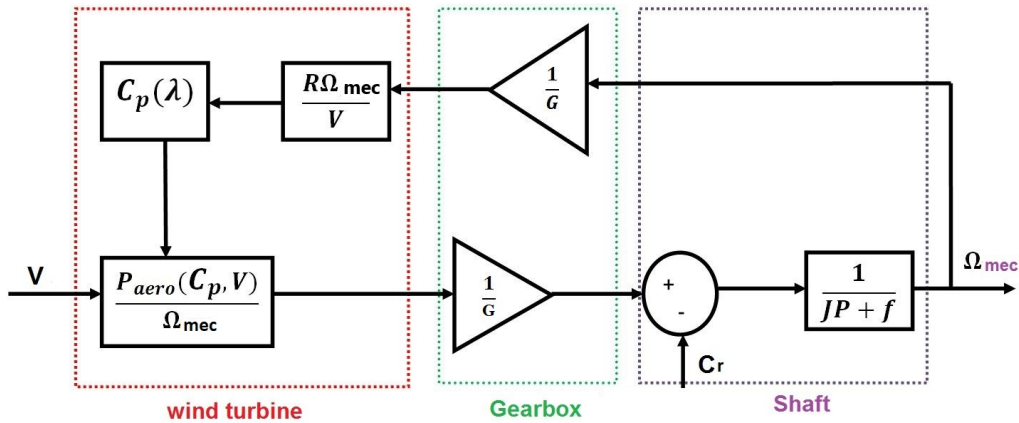 C_p(λ)
RΩ_mec / V
1/G
V
P_aero(C_p, V) / Ω_mec
1/G
+
-
1 / JP + f
Ω_mec
C_r
wind turbine
Gearbox
Shaft